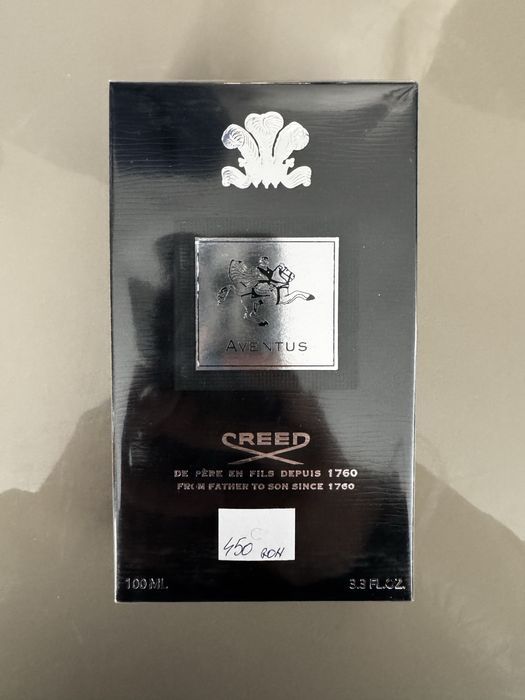 AVENTUS
CREED
DE PÈRE EN FILS DEPUIS 1760
FROM FATHER TO SON SINCE 1760
C
450 RON
100 ML
3.3 FL.OZ.